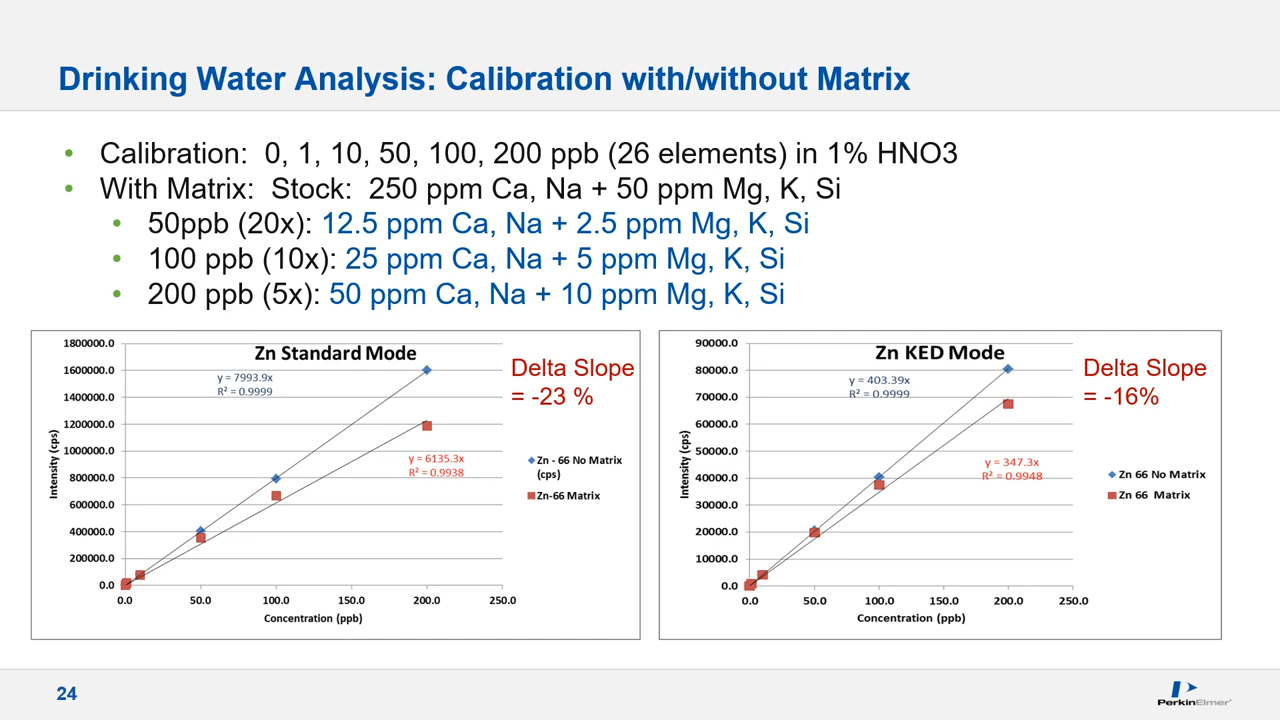 Drinking Water Analysis: Calibration with/without Matrix
• Calibration: 0, 1, 10, 50, 100, 200 ppb (26 elements) in 1% HNO3
• With Matrix: Stock: 250 ppm Ca, Na + 50 ppm Mg, K, Si
• 50ppb (20x): 12.5 ppm Ca, Na + 2.5 ppm Mg, K, Si
• 100 ppb (10x): 25 ppm Ca, Na + 5 ppm Mg, K, Si
• 200 ppb (5x): 50 ppm Ca, Na + 10 ppm Mg, K, Si
Zn Standard Mode
Intensity (cps)
1800000.0
1600000.0
1400000.0
1200000.0
1000000.0
800000.0
600000.0
400000.0
200000.0
0.0
y = 7993.9x
R² = 0.9999
y = 6135.3x
R² = 0.9938
0.0 50.0 100.0 150.0 200.0 250.0
Concentration (ppb)
Delta Slope
= -23 %
Zn - 66 No Matrix
(cps)
Zn-66 Matrix
Zn KED Mode
Intensity (cps)
90000.0
80000.0
70000.0
60000.0
50000.0
40000.0
30000.0
20000.0
10000.0
0.0
y = 403.39x
R² = 0.9999
y = 347.3x
R² = 0.9948
0.0 50.0 100.0 150.0 200.0 250.0
Concentration (ppb)
Delta Slope
= -16%
Zn 66 No Matrix
Zn 66 Matrix
24
PerkinElmer